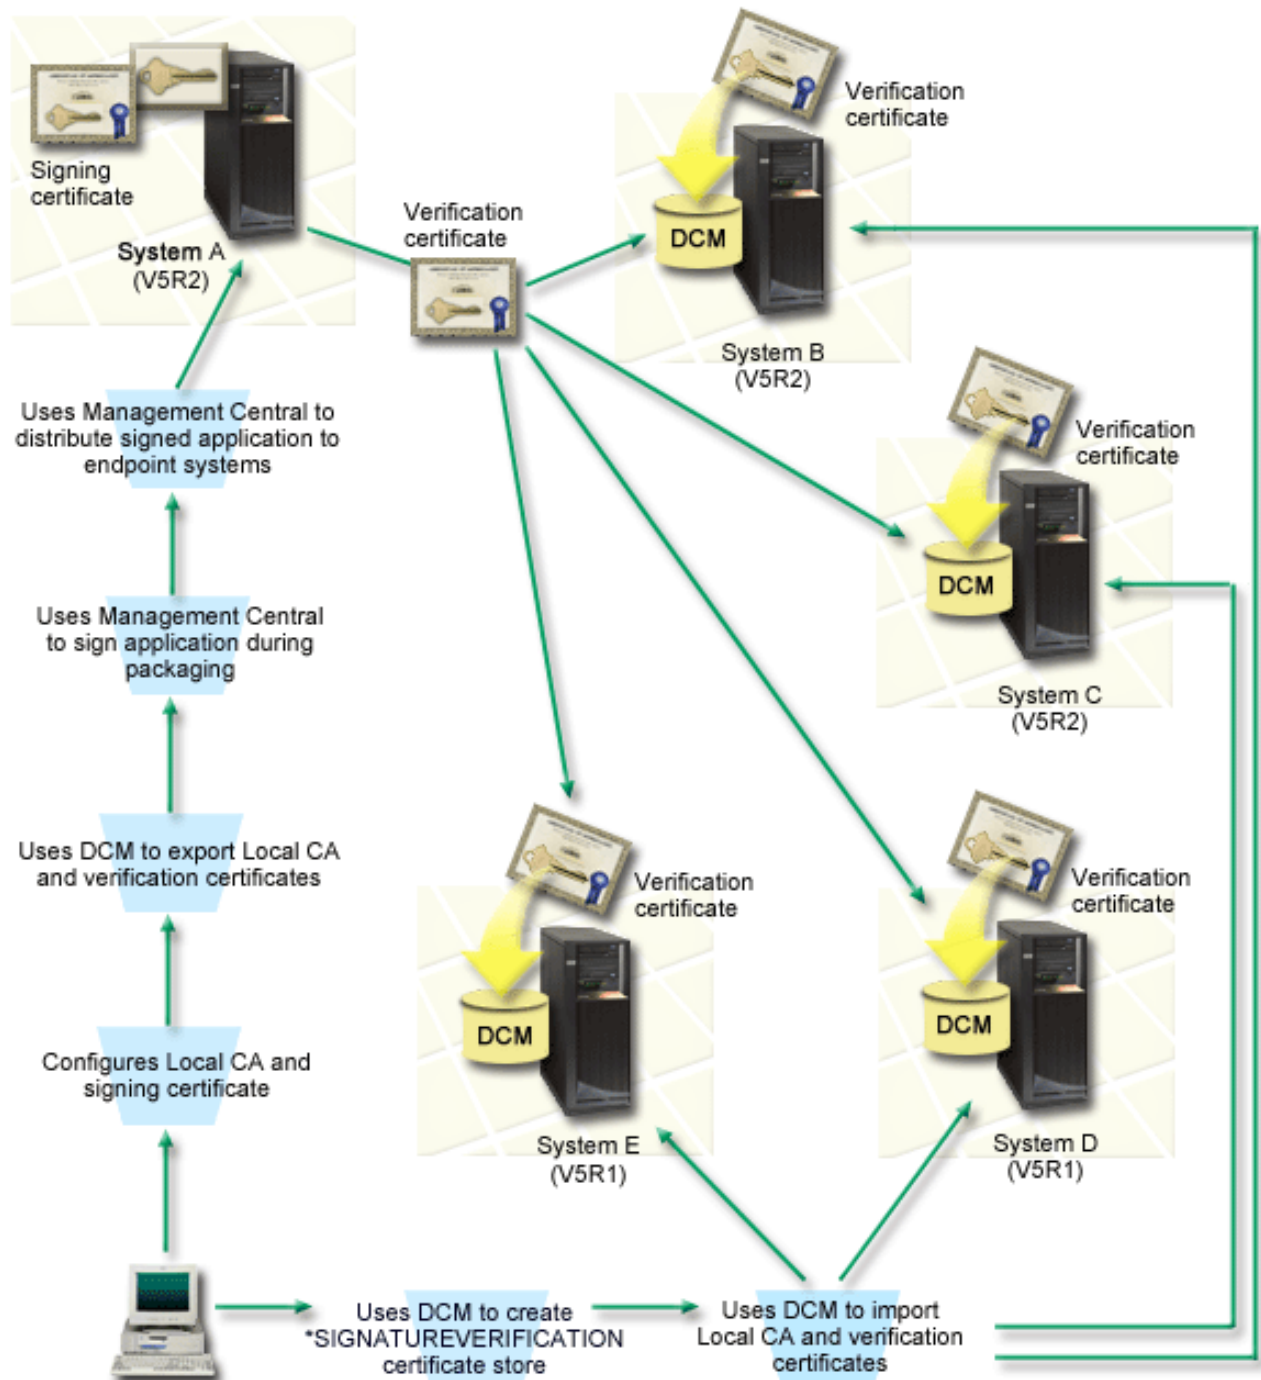 Signing
certificate
System A
(V5R2)
Verification
certificate
Verification
certificate
DCM
System B
(V5R2)
Verification
certificate
DCM
System C
(V5R2)
Uses Management Central to
distribute signed application to
endpoint systems
Uses Management Central
to sign application during
packaging
Uses DCM to export Local CA
and verification certificates
Configures Local CA and
signing certificate
Verification
certificate
DCM
System E
(V5R1)
Verification
certificate
DCM
System D
(V5R1)
Uses DCM to create
*SIGNATUREVERIFICATION
certificate store
Uses DCM to import
Local CA and verification
certificates